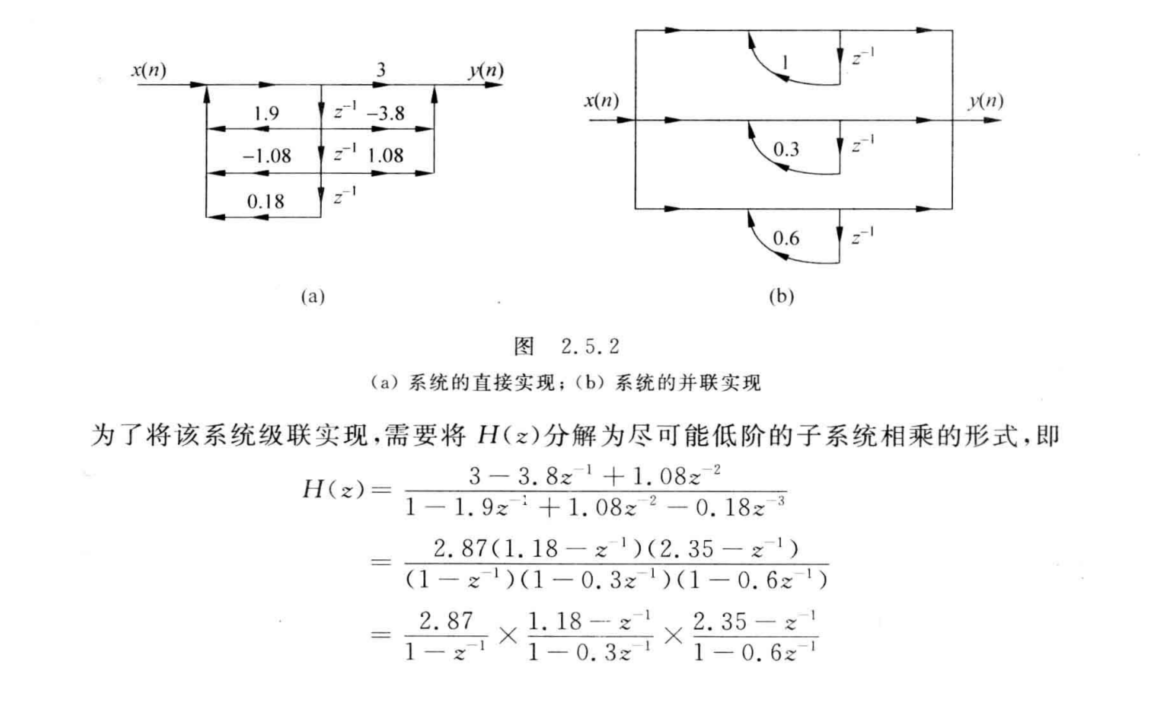 x(n) 3 y(n)
1.9 z⁻¹ −3.8
−1.08 z⁻¹ 1.08
0.18 z⁻¹
(a)
1 z⁻¹
x(n) y(n)
0.3 z⁻¹
0.6 z⁻¹
(b)
图 2.5.2
(a) 系统的直接实现；(b) 系统的并联实现
为了将该系统级联实现，需要将 H(z)分解为尽可能低阶的子系统相乘的形式，即
H(z) = \frac{3-3.8z^{-1}+1.08z^{-2}}{1-1.9z^{-1}+1.08z^{-2}-0.18z^{-3}}
= \frac{2.87(1.18-z^{-1})(2.35-z^{-1})}{(1-z^{-1})(1-0.3z^{-1})(1-0.6z^{-1})}
= \frac{2.87}{1-z^{-1}} × \frac{1.18-z^{-1}}{1-0.3z^{-1}} × \frac{2.35-z^{-1}}{1-0.6z^{-1}}